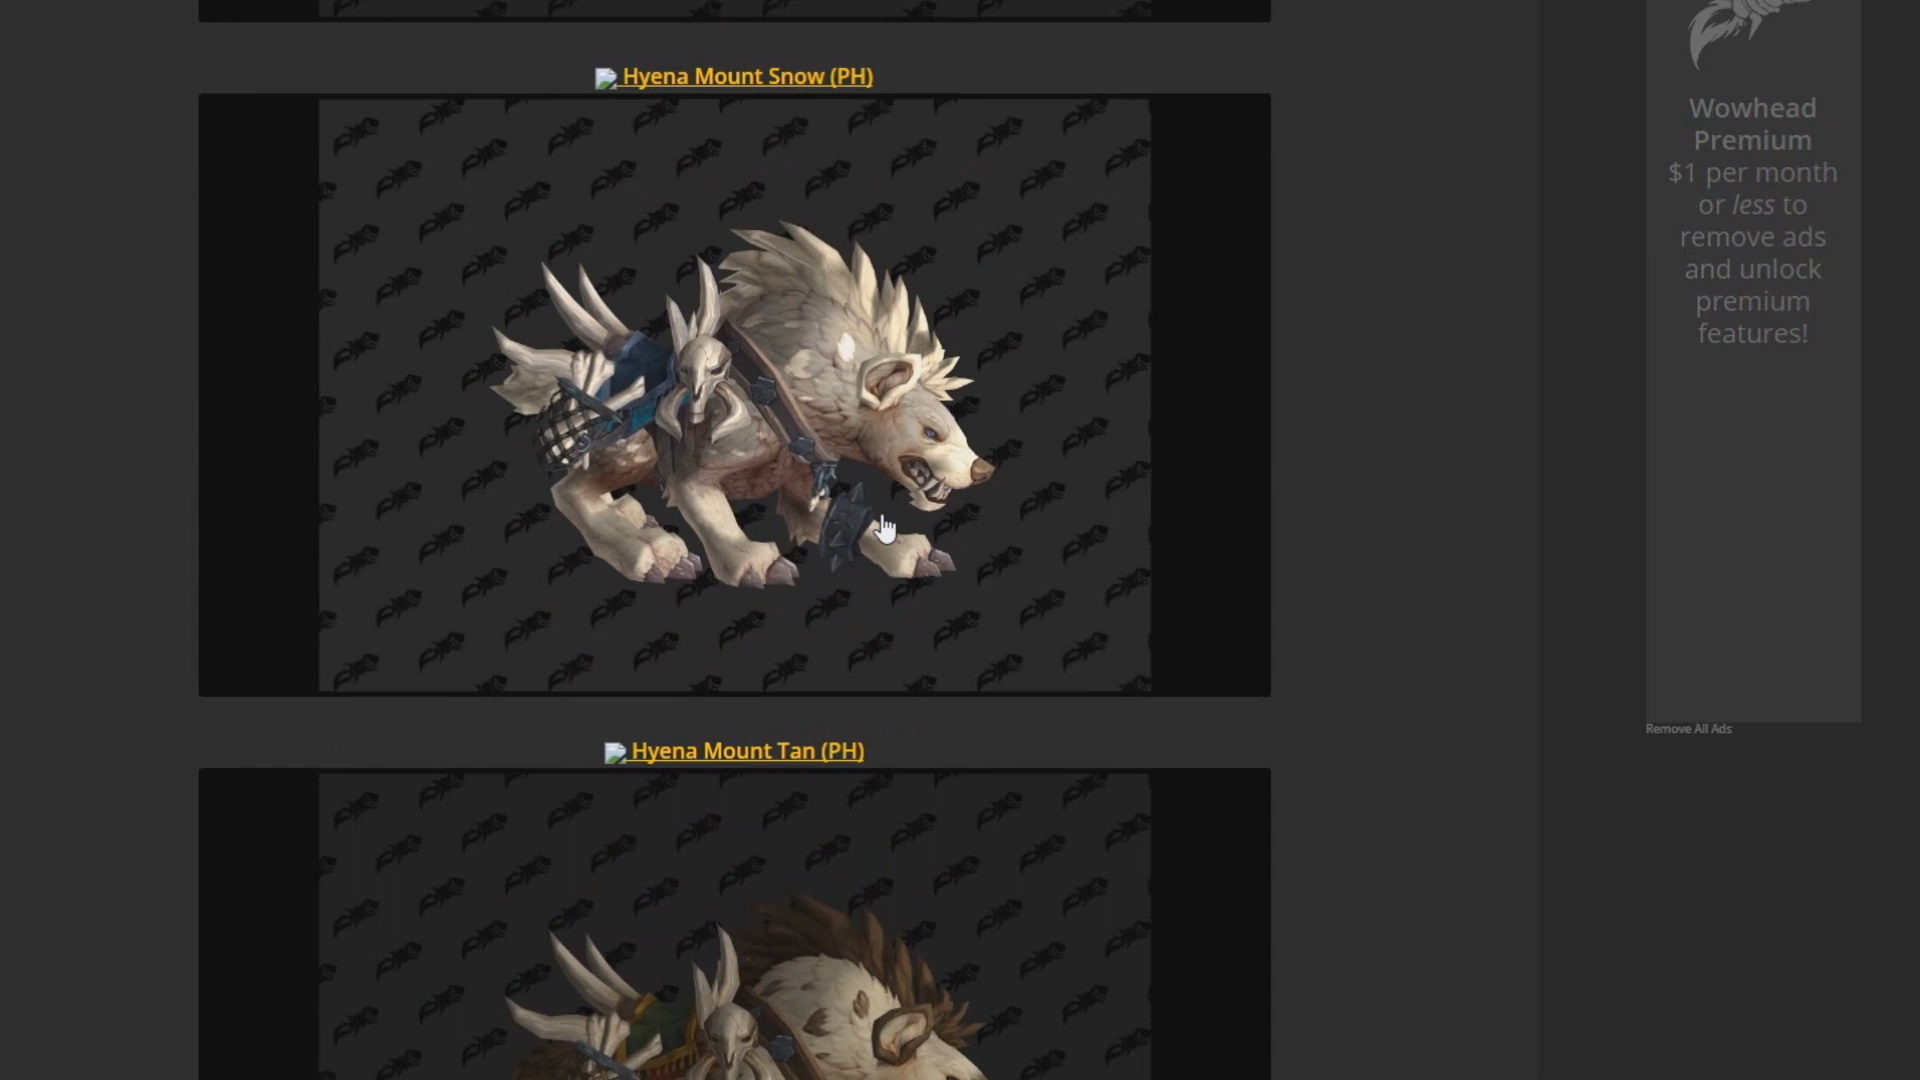 Hyena Mount Snow (PH)
Hyena Mount Tan (PH)
Wowhead
Premium
$1 per month
or less to
remove ads
and unlock
premium
features!
Remove All Ads